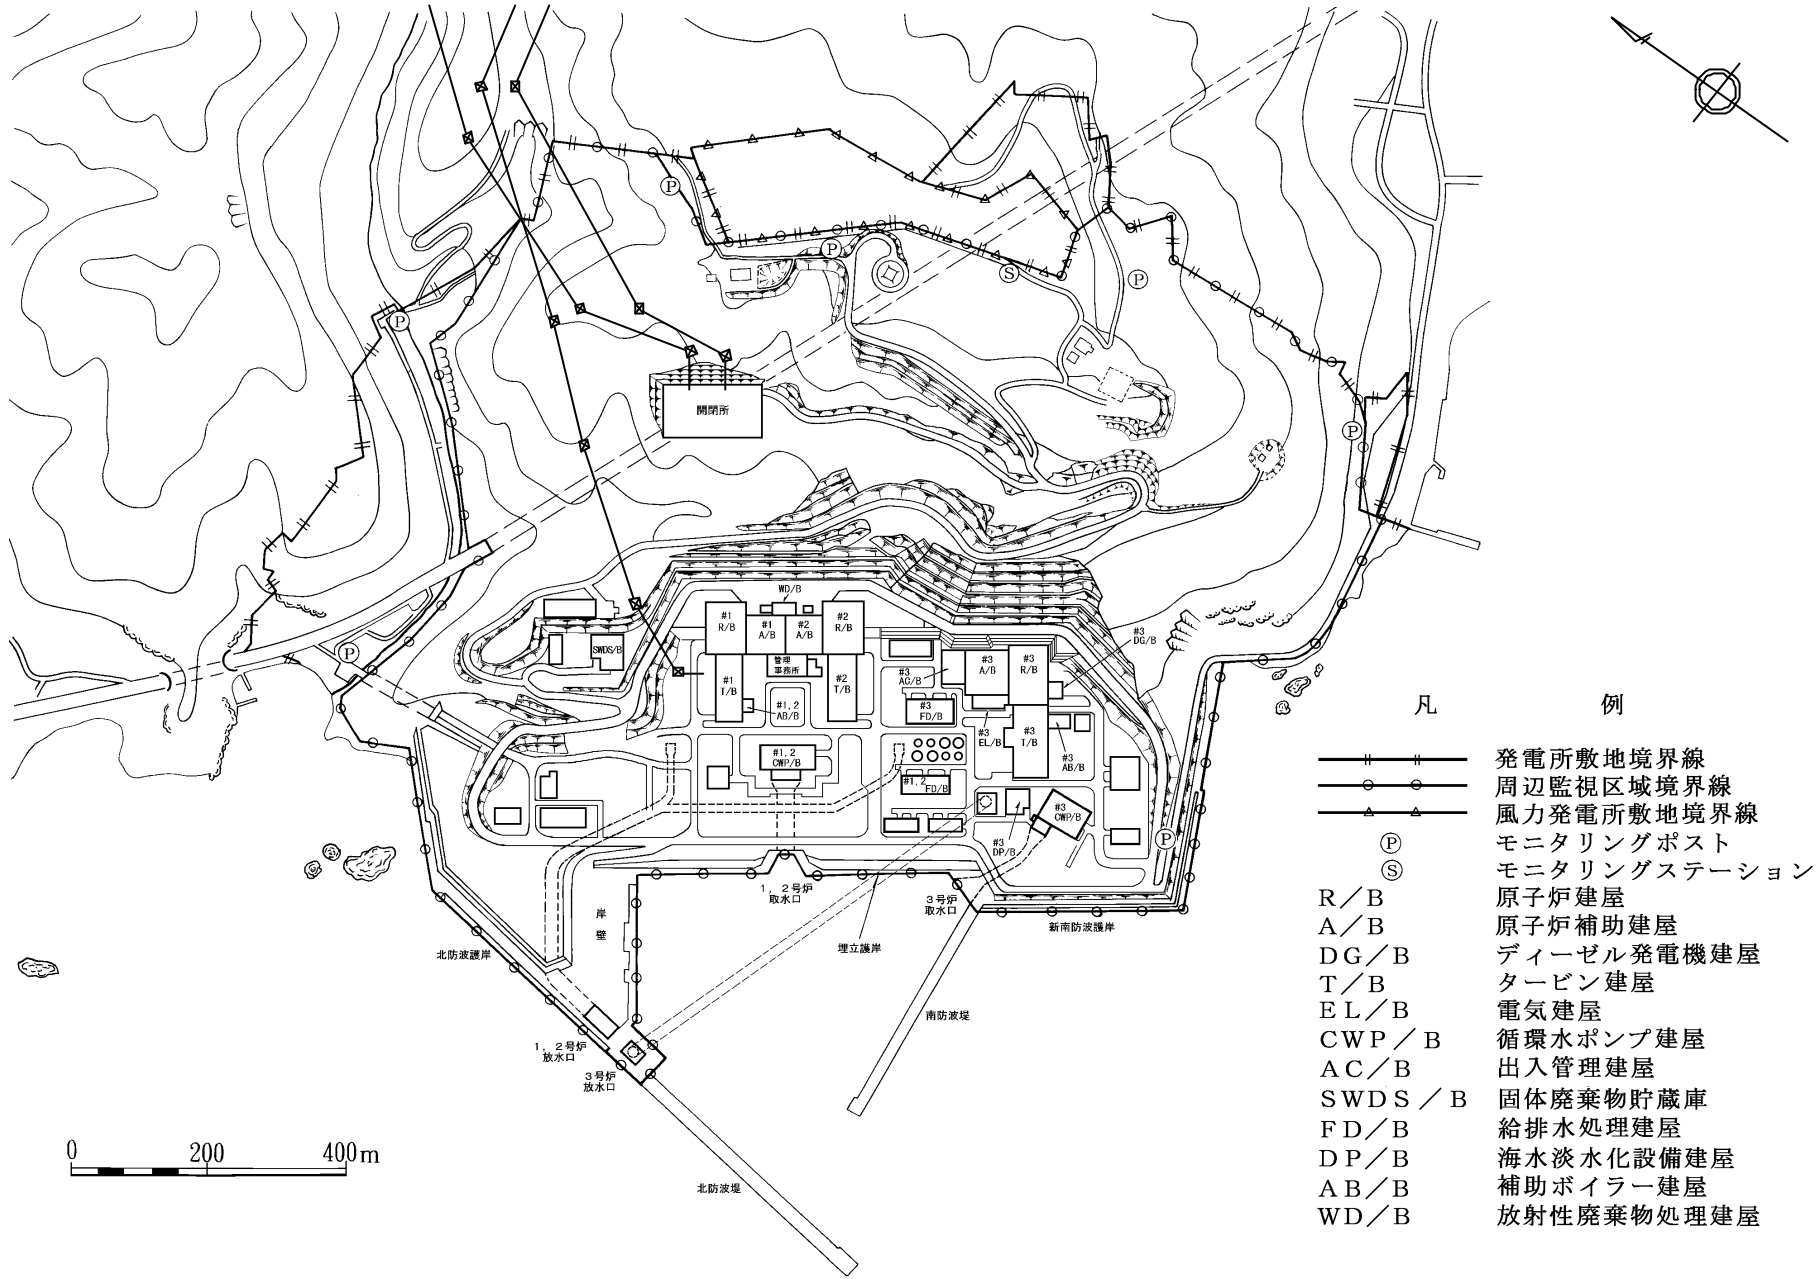 Ⓟ
Ⓟ
Ⓢ
Ⓟ
Ⓟ
開閉所
Ⓟ
WD/B
#1
R/B
#1
A/B
#2
A/B
#2
R/B
SWDS/B
管理
事務所
Ⓟ
#1
T/B
#2
T/B
#1,2
AB/B
#1,2
CWP/B
#3
DG/B
#3
R/B
#3
A/B
#3
AC/B
#3
FD/B
#3
EL/B
#3
T/B
#3
AB/B
#1,2
FD/B
#3
CWP/B
#3
DP/B
Ⓟ
1,2号炉
取水口
3号炉
取水口
新南防波護岸
埋立護岸
岸
壁
北防波護岸
南防波堤
1,2号炉
放水口
3号炉
放水口
北防波堤
0 200 400m
凡 例
発電所敷地境界線
周辺監視区域境界線
風力発電所敷地境界線
Ⓟ モニタリングポスト
Ⓢ モニタリングステーション
R/B 原子炉建屋
A/B 原子炉補助建屋
DG/B ディーゼル発電機建屋
T/B タービン建屋
EL/B 電気建屋
CWP/B 循環水ポンプ建屋
AC/B 出入管理建屋
SWDS/B 固体廃棄物貯蔵庫
FD/B 給排水処理建屋
DP/B 海水淡水化設備建屋
AB/B 補助ボイラー建屋
WD/B 放射性廃棄物処理建屋